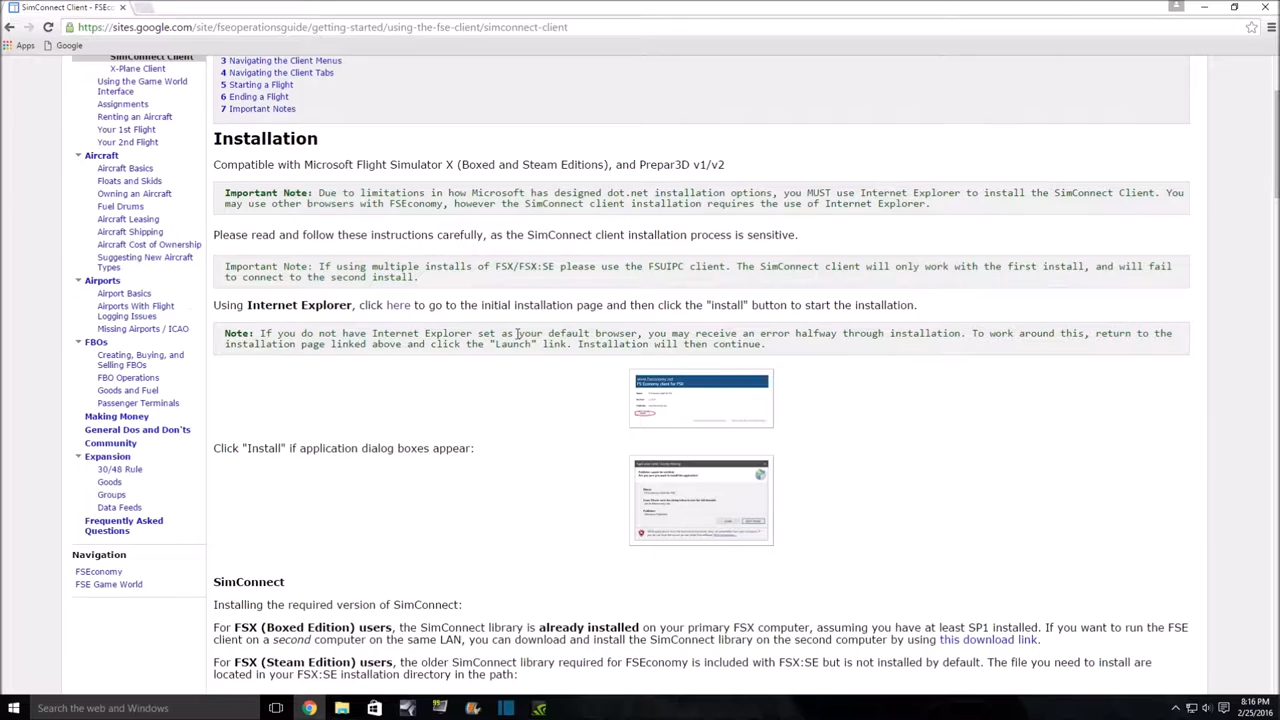 SimConnect Client - FSEc
https://sites.google.com/site/fseoperationsguide/getting-started/using-the-fse-client/simconnect-client
Apps Google
SimConnect Client
X-Plane Client
Using the Game World
Interface
Assignments
Renting an Aircraft
Your 1st Flight
Your 2nd Flight
Aircraft
Aircraft Basics
Floats and Skids
Owning an Aircraft
Fuel Drums
Aircraft Leasing
Aircraft Shipping
Aircraft Cost of Ownership
Suggesting New Aircraft
Types
Airports
Airport Basics
Airports With Flight
Logging Issues
Missing Airports / ICAO
FBOs
Creating, Buying, and
Selling FBOs
FBO Operations
Goods and Fuel
Passenger Terminals
Making Money
General Dos and Don'ts
Community
Expansion
30/48 Rule
Goods
Groups
Data Feeds
Frequently Asked
Questions
Navigation
FSEconomy
FSE Game World
3 Navigating the Client Menus
4 Navigating the Client Tabs
5 Starting a Flight
6 Ending a Flight
7 Important Notes
Installation
Compatible with Microsoft Flight Simulator X (Boxed and Steam Editions), and Prepar3D v1/v2
Important Note: Due to limitations in how Microsoft has designed dot.net installation options, you MUST use Internet Explorer to install the SimConnect Client. You
may use other browsers with FSEconomy, however the SimConnect client installation requires the use of Internet Explorer.
Please read and follow these instructions carefully, as the SimConnect client installation process is sensitive.
Important Note: If using multiple installs of FSX/FSX:SE please use the FSUIPC client. The SimConnect client will only work with the first install, and will fail
to connect to the second install.
Using Internet Explorer, click here to go to the initial installation page and then click the "install" button to start the installation.
Note: If you do not have Internet Explorer set as your default browser, you may receive an error halfway through installation. To work around this, return to the
installation page linked above and click the "Launch" link. Installation will then continue.
FS Economy client for FSX
Click "Install" if application dialog boxes appear:
SimConnect
Installing the required version of SimConnect:
For FSX (Boxed Edition) users, the SimConnect library is already installed on your primary FSX computer, assuming you have at least SP1 installed. If you want to run the FSE
client on a second computer on the same LAN, you can download and install the SimConnect library on the second computer by using this download link.
For FSX (Steam Edition) users, the older SimConnect library required for FSEconomy is included with FSX:SE but is not installed by default. The file you need to install are
located in your FSX:SE installation directory in the path:
Search the web and Windows
8:16 PM
2/25/2016